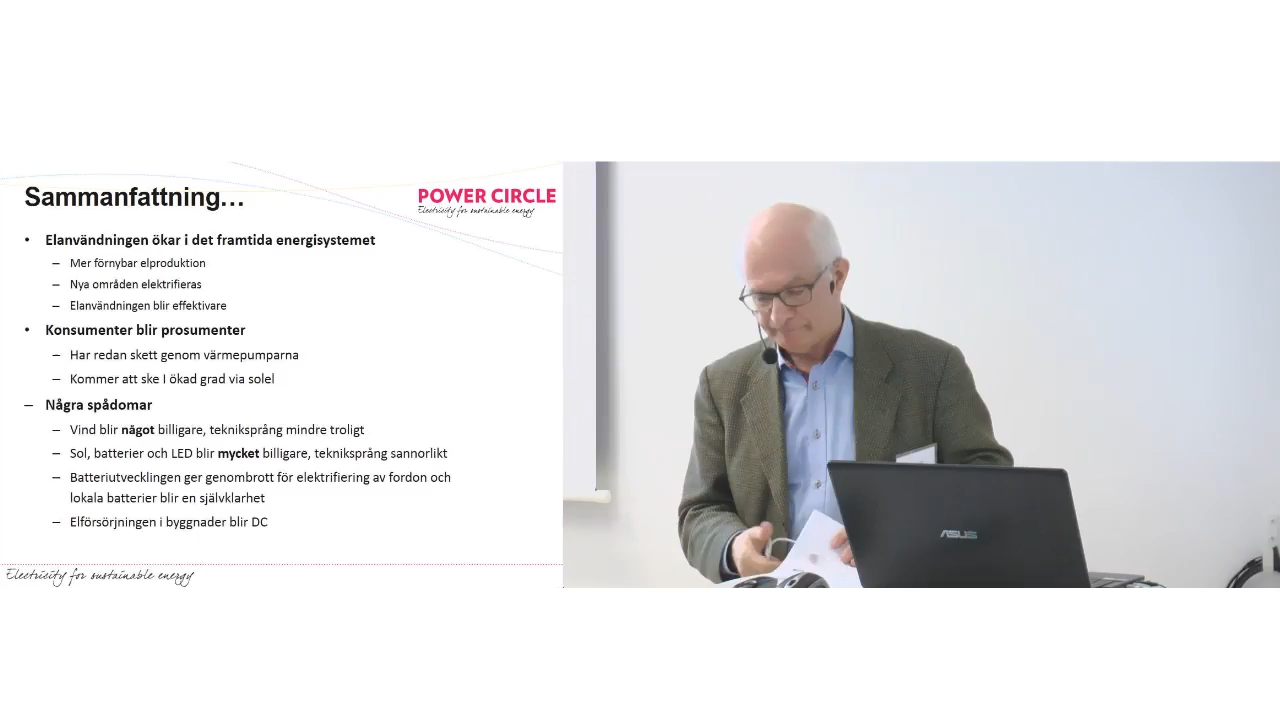 Sammanfattning...
POWER CIRCLE
Electricity for sustainable energy
• Elanvändningen ökar i det framtida energisystemet
– Mer förnybar elproduktion
– Nya områden elektrifieras
– Elanvändningen blir effektivare
• Konsumenter blir prosumenter
– Har redan skett genom värmepumparna
– Kommer att ske I ökad grad via solel
– Några spådomar
– Vind blir något billigare, tekniksprång mindre troligt
– Sol, batterier och LED blir mycket billigare, tekniksprång sannorlikt
– Batteriutvecklingen ger genombrott för elektrifiering av fordon och
lokala batterier blir en självklarhet
– Elförsörjningen i byggnader blir DC
Electricity for sustainable energy
ASUS